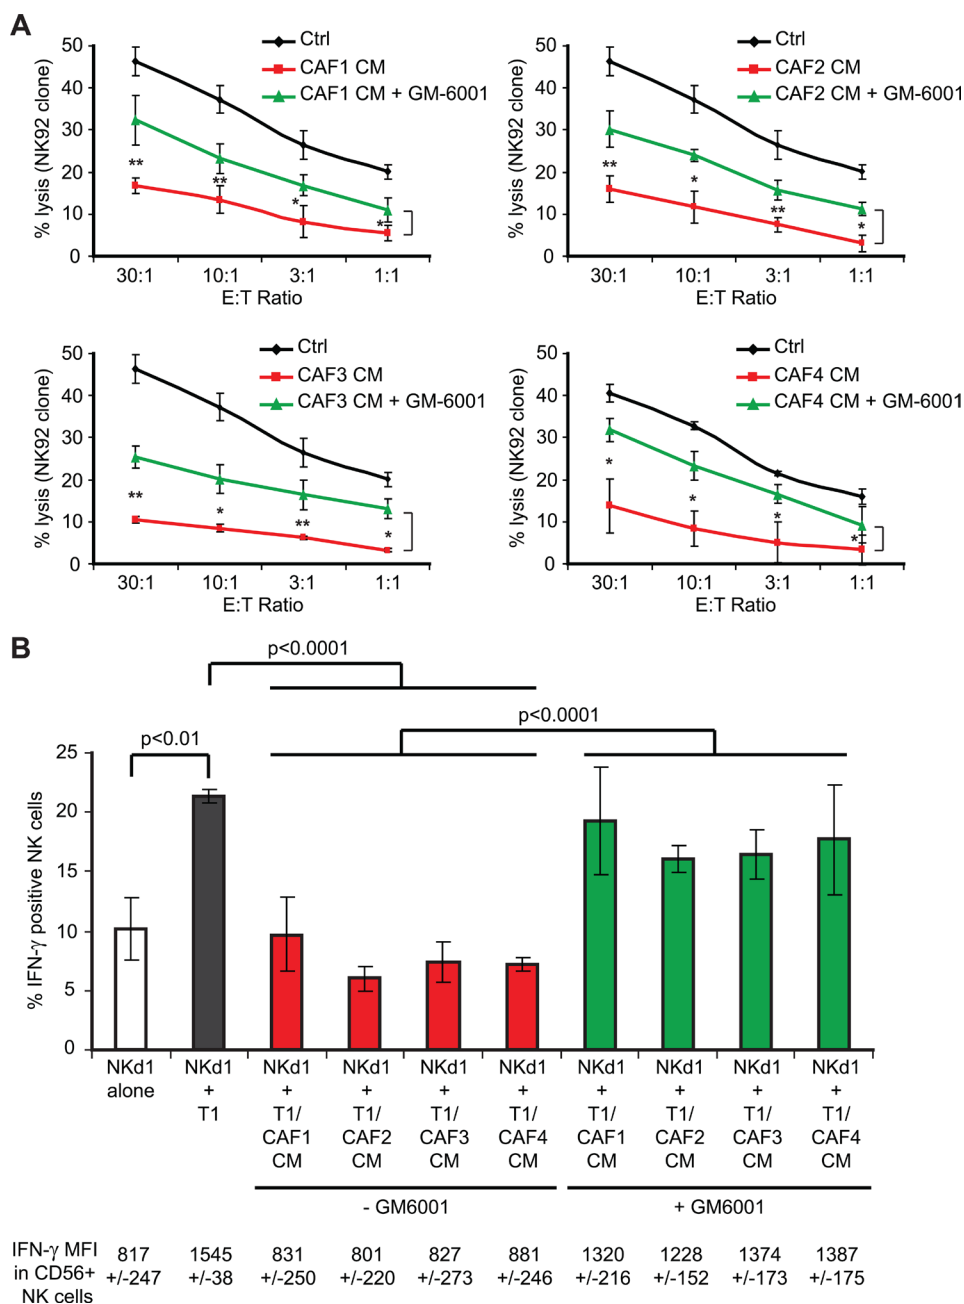 A
Ctrl
CAF1 CM
CAF1 CM + GM-6001
% lysis (NK92 clone)
50
40
30
20
10
0
**
**
*
*
30:1 10:1 3:1 1:1
E:T Ratio
Ctrl
CAF2 CM
CAF2 CM + GM-6001
% lysis (NK92 clone)
50
40
30
20
10
0
**
*
**
*
30:1 10:1 3:1 1:1
E:T Ratio
Ctrl
CAF3 CM
CAF3 CM + GM-6001
% lysis (NK92 clone)
50
40
30
20
10
0
**
*
**
*
30:1 10:1 3:1 1:1
E:T Ratio
Ctrl
CAF4 CM
CAF4 CM + GM-6001
% lysis (NK92 clone)
50
40
30
20
10
0
*
*
*
*
30:1 10:1 3:1 1:1
E:T Ratio
B
p<0.0001
p<0.0001
p<0.01
% IFN-γ positive NK cells
25
20
15
10
5
0
NKd1 NKd1 NKd1 NKd1 NKd1 NKd1 NKd1 NKd1 NKd1 NKd1
alone + + + + + + + + +
T1 T1/ T1/ T1/ T1/ T1/ T1/ T1/ T1/
CAF1 CAF2 CAF3 CAF4 CAF1 CAF2 CAF3 CAF4
CM CM CM CM CM CM CM CM
- GM6001 + GM6001
IFN-γ MFI 817 1545 831 801 827 881 1320 1228 1374 1387
in CD56+ +/-247 +/-38 +/-250 +/-220 +/-273 +/-246 +/-216 +/-152 +/-173 +/-175
NK cells